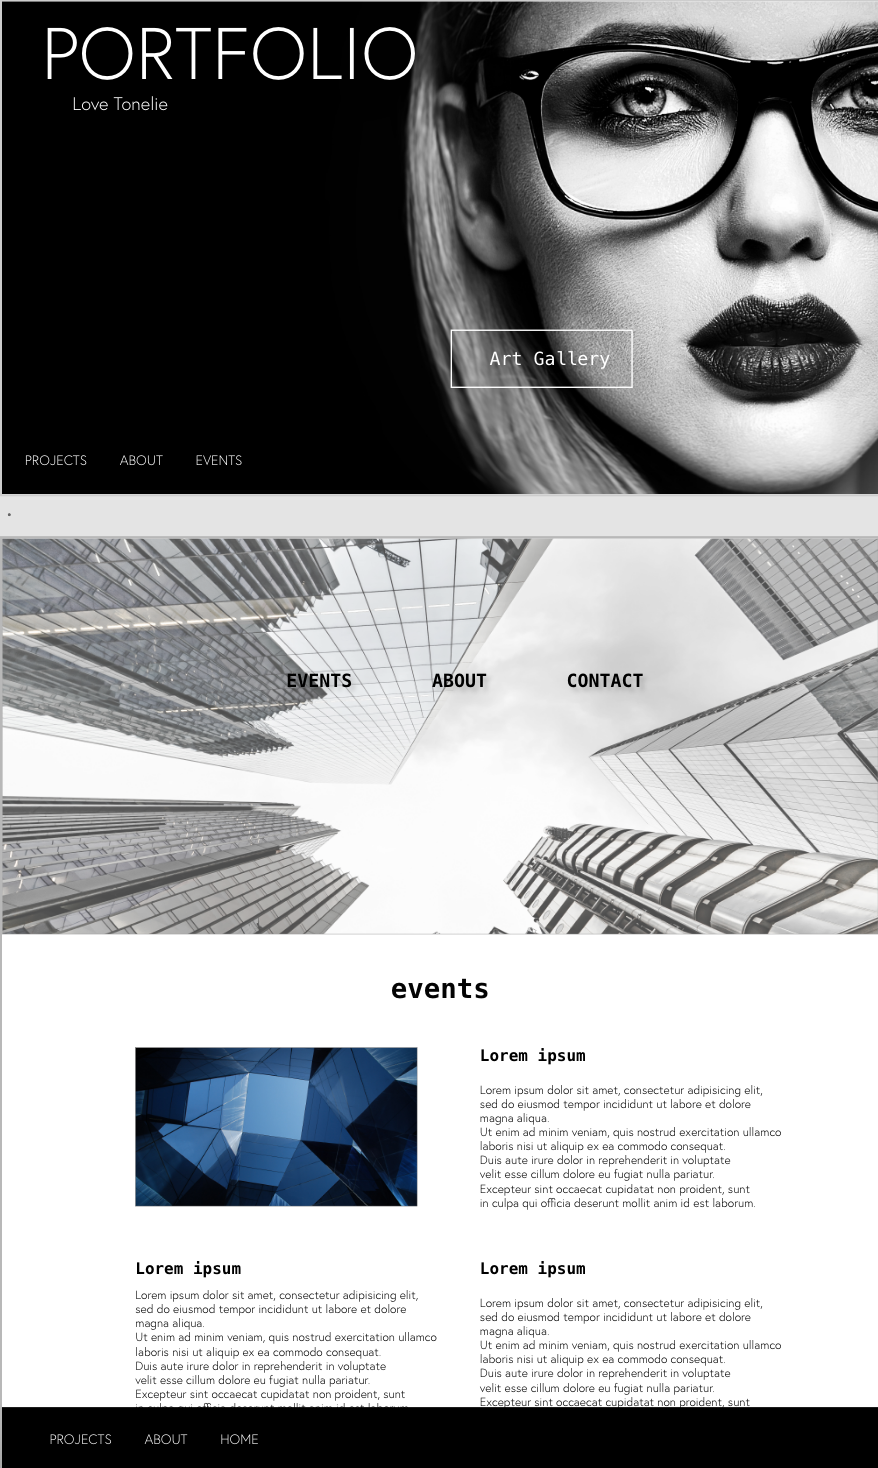 PORTFOLIO
Love Tonelie
Art Gallery
PROJECTS ABOUT EVENTS
EVENTS ABOUT CONTACT
events
Lorem ipsum
Lorem ipsum dolor sit amet, consectetur adipisicing elit,
sed do eiusmod tempor incididunt ut labore et dolore
magna aliqua.
Ut enim ad minim veniam, quis nostrud exercitation ullamco
laboris nisi ut aliquip ex ea commodo consequat.
Duis aute irure dolor in reprehenderit in voluptate
velit esse cillum dolore eu fugiat nulla pariatur.
Excepteur sint occaecat cupidatat non proident, sunt
in culpa qui officia deserunt mollit anim id est laborum.
Lorem ipsum
Lorem ipsum dolor sit amet, consectetur adipisicing elit,
sed do eiusmod tempor incididunt ut labore et dolore
magna aliqua.
Ut enim ad minim veniam, quis nostrud exercitation ullamco
laboris nisi ut aliquip ex ea commodo consequat.
Duis aute irure dolor in reprehenderit in voluptate
velit esse cillum dolore eu fugiat nulla pariatur.
Excepteur sint occaecat cupidatat non proident, sunt
Lorem ipsum
Lorem ipsum dolor sit amet, consectetur adipisicing elit,
sed do eiusmod tempor incididunt ut labore et dolore
magna aliqua.
Ut enim ad minim veniam, quis nostrud exercitation ullamco
laboris nisi ut aliquip ex ea commodo consequat.
Duis aute irure dolor in reprehenderit in voluptate
velit esse cillum dolore eu fugiat nulla pariatur.
Excepteur sint occaecat cupidatat non proident, sunt
PROJECTS ABOUT HOME